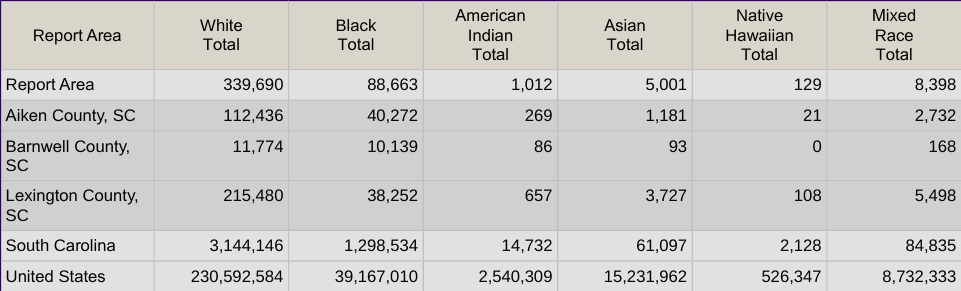 Report Area White Total Black Total American Indian Total Asian Total Native Hawaiian Total Mixed Race Total
Report Area 339,690 88,663 1,012 5,001 129 8,398
Aiken County, SC 112,436 40,272 269 1,181 21 2,732
Barnwell County, SC 11,774 10,139 86 93 0 168
Lexington County, SC 215,480 38,252 657 3,727 108 5,498
South Carolina 3,144,146 1,298,534 14,732 61,097 2,128 84,835
United States 230,592,584 39,167,010 2,540,309 15,231,962 526,347 8,732,333